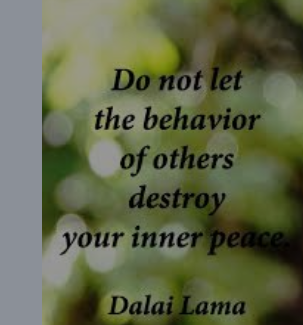 Do not let
the behavior
of others
destroy
your inner peace.
Dalai Lama